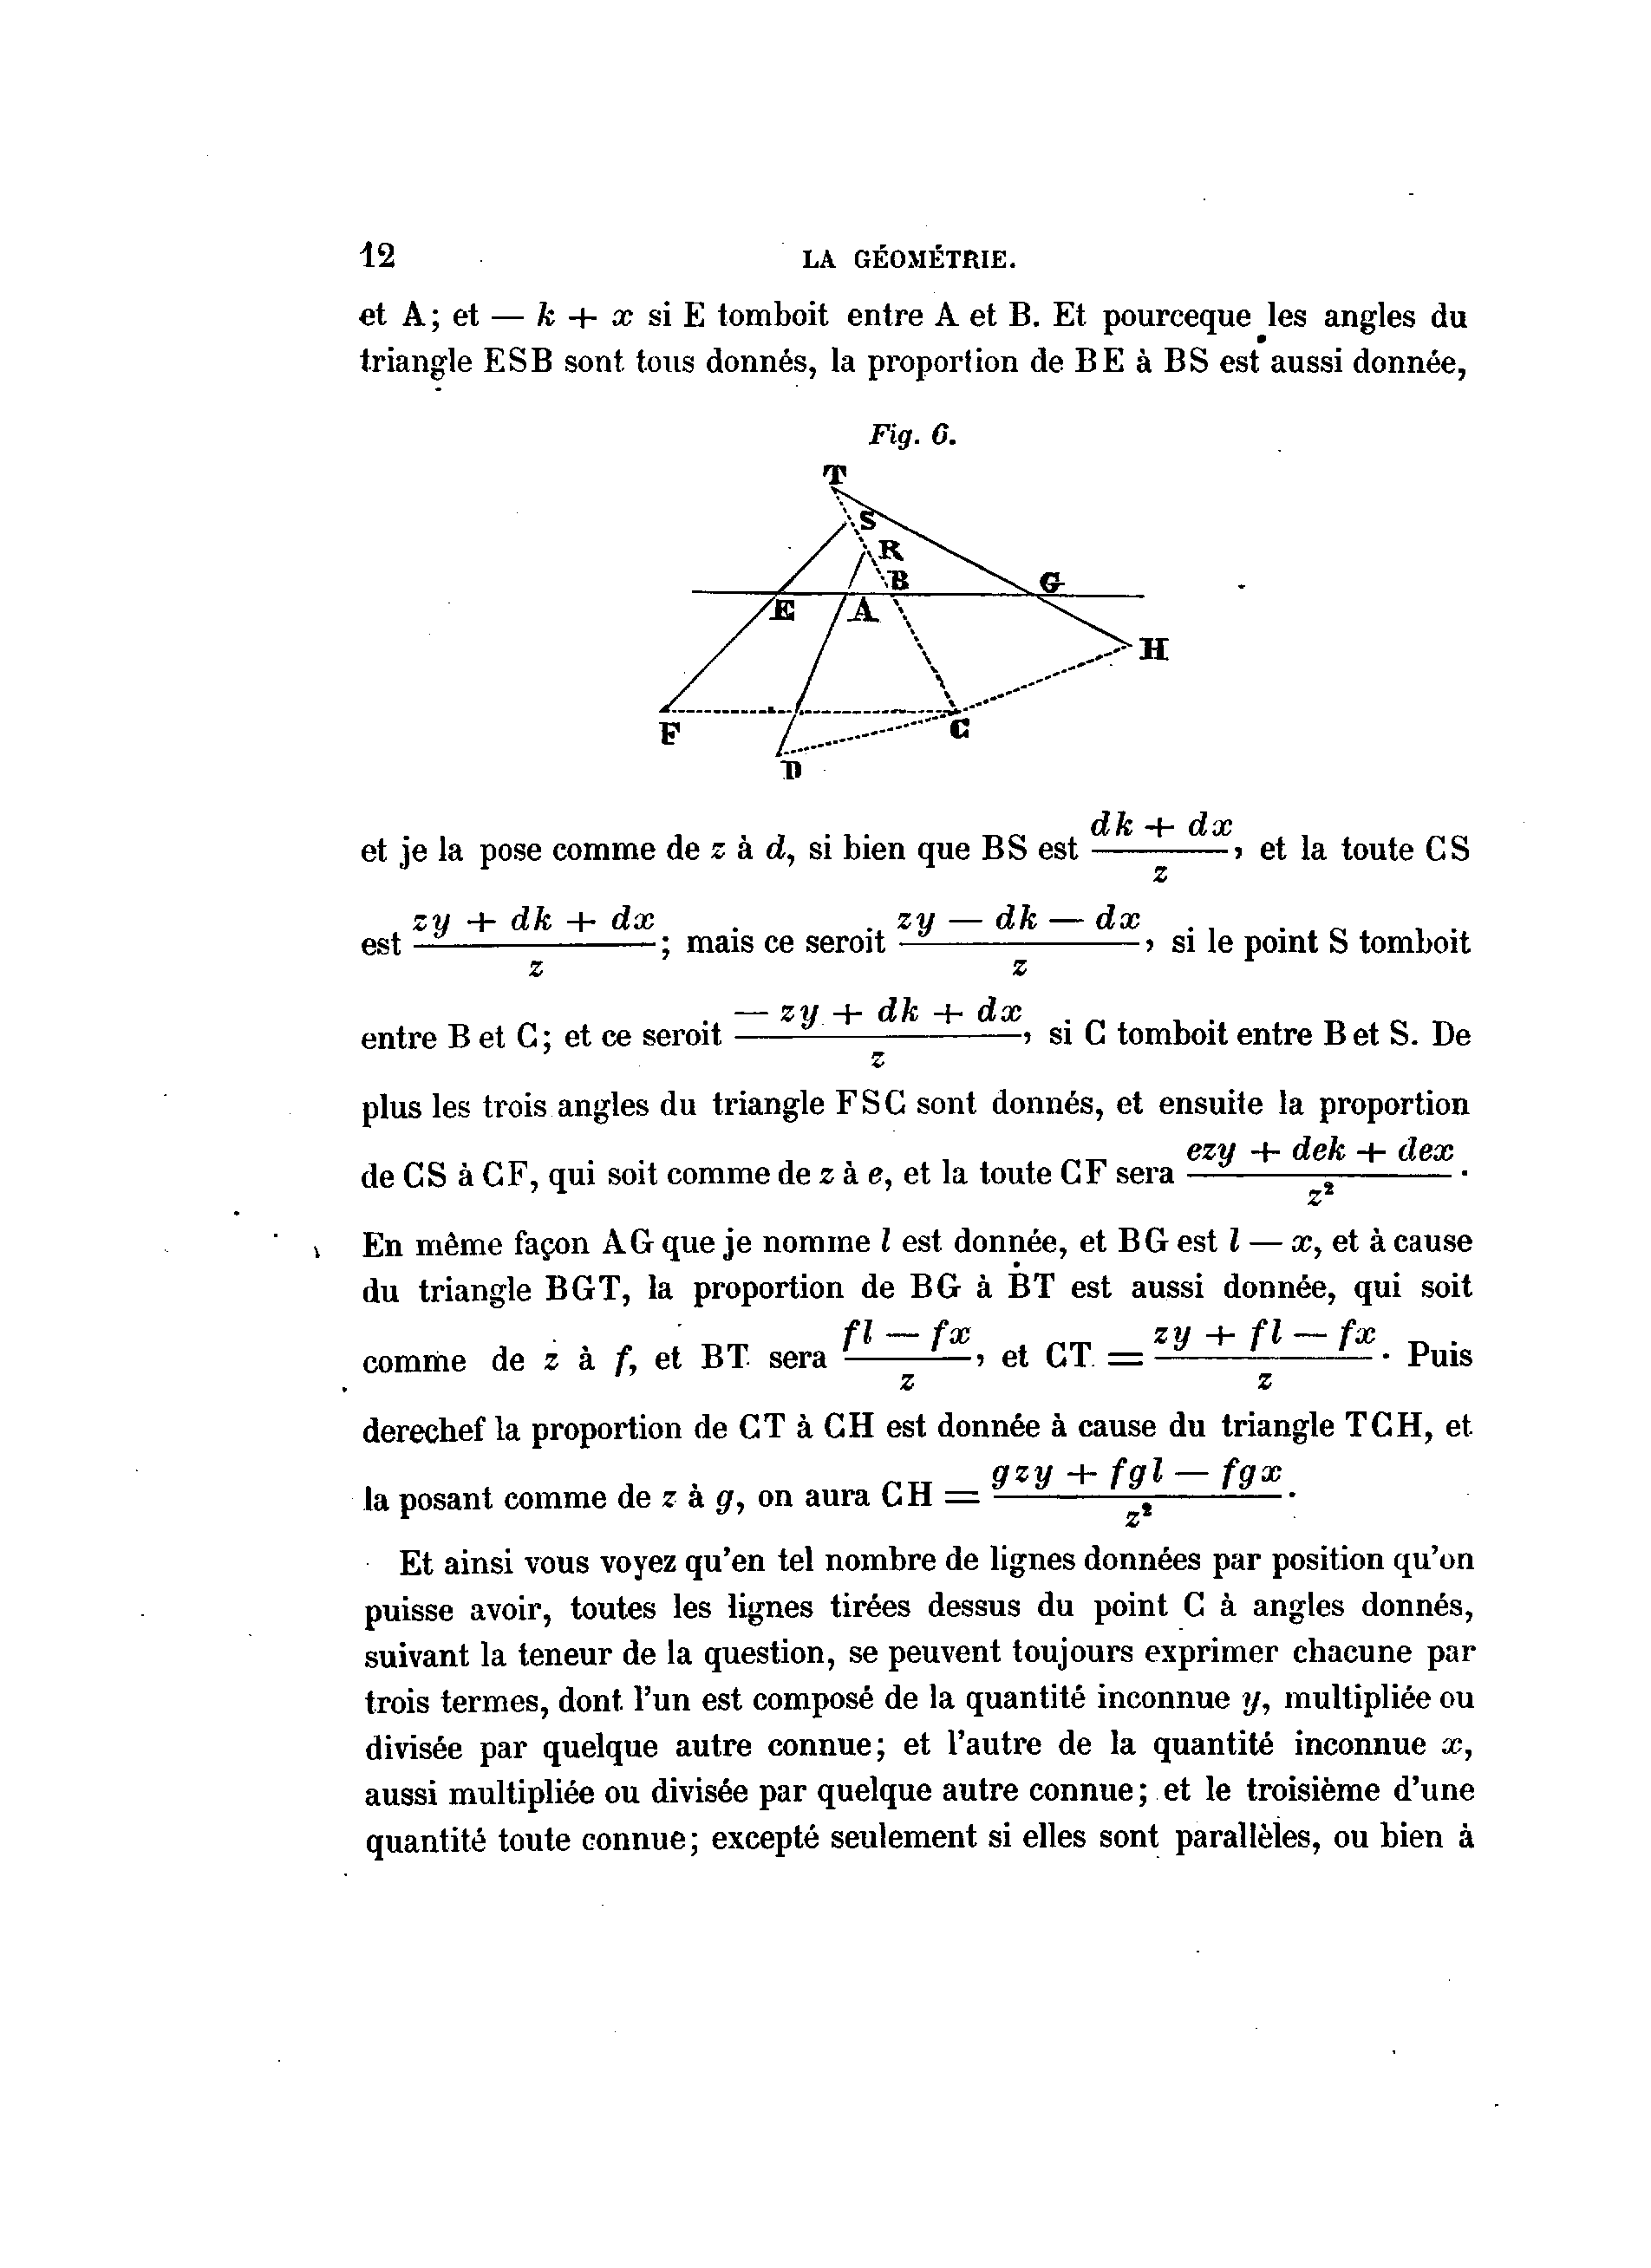 12 LA GÉOMÉTRIE.
et A; et — k + x si E tomboit entre A et B. Et pourceque les angles du
triangle ESB sont tous donnés, la proportion de BE à BS est aussi donnée,
Fig. 6.
T
S
R
B
G
E
A
H
F
C
D
et je la pose comme de z à d, si bien que BS est (dk + dx)/z, et la toute CS
est (zy + dk + dx)/z; mais ce seroit (zy — dk — dx)/z, si le point S tomboit
entre B et C; et ce seroit (— zy + dk + dx)/z, si C tomboit entre B et S. De
plus les trois angles du triangle FSC sont donnés, et ensuite la proportion
de CS à CF, qui soit comme de z à e, et la toute CF sera (ezy + dek + dex)/z².
En même façon AG que je nomme l est donnée, et BG est l — x, et à cause
du triangle BGT, la proportion de BG à BT est aussi donnée, qui soit
comme de z à f, et BT sera (fl — fx)/z, et CT = (zy + fl — fx)/z. Puis
derechef la proportion de CT à CH est donnée à cause du triangle TCH, et
la posant comme de z à g, on aura CH = (gzy + fgl — fgx)/z².
Et ainsi vous voyez qu'en tel nombre de lignes données par position qu'on
puisse avoir, toutes les lignes tirées dessus du point C à angles donnés,
suivant la teneur de la question, se peuvent toujours exprimer chacune par
trois termes, dont l'un est composé de la quantité inconnue y, multipliée ou
divisée par quelque autre connue; et l'autre de la quantité inconnue x,
aussi multipliée ou divisée par quelque autre connue; et le troisième d'une
quantité toute connue; excepté seulement si elles sont parallèles, ou bien à